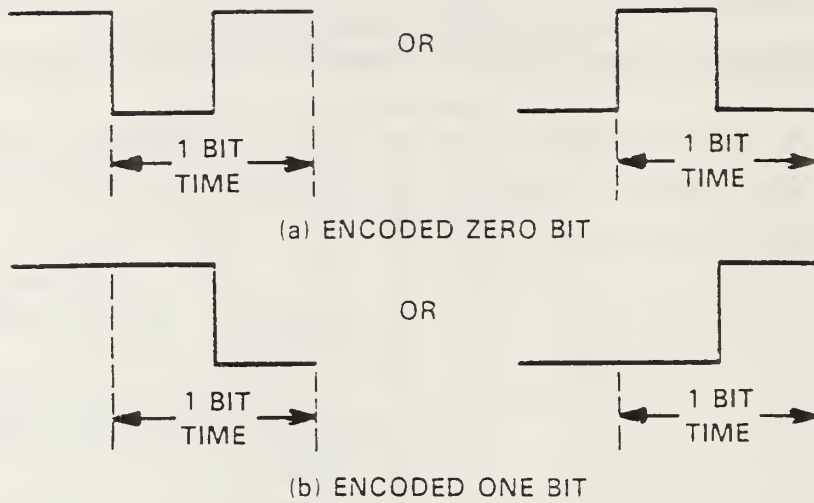 OR
1 BIT
TIME
1 BIT
TIME
(a) ENCODED ZERO BIT
OR
1 BIT
TIME
1 BIT
TIME
(b) ENCODED ONE BIT